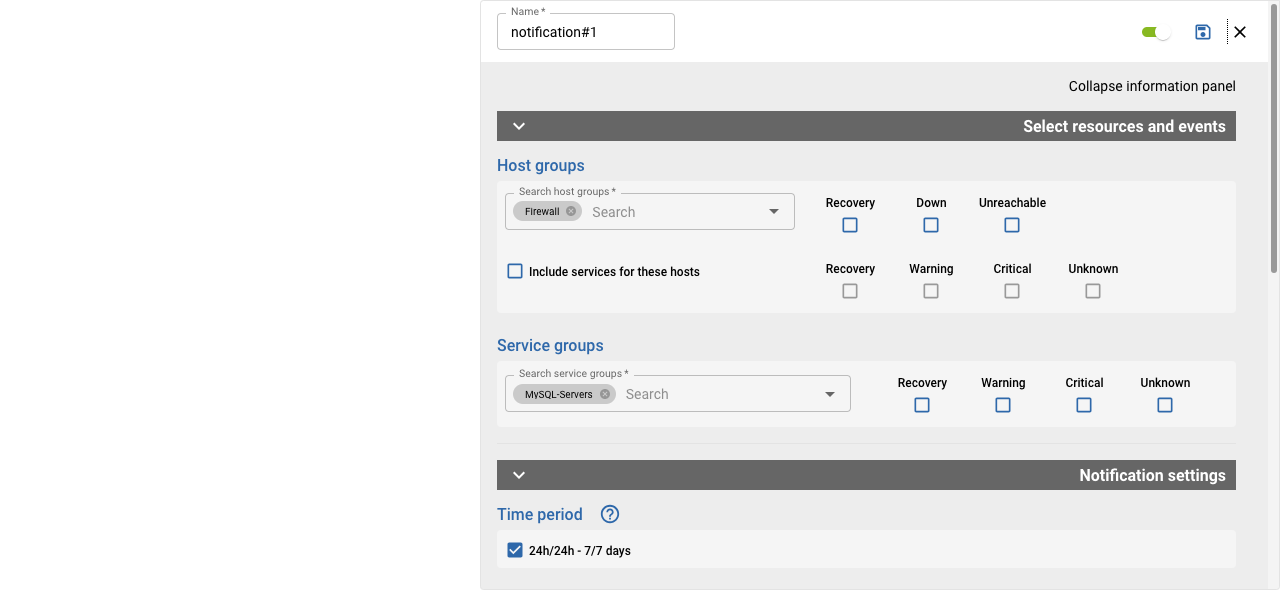 Name *
notification#1
Collapse information panel
Select resources and events
Host groups
Search host groups *
Firewall Search
Recovery Down Unreachable
Include services for these hosts
Recovery Warning Critical Unknown
Service groups
Search service groups *
MySQL-Servers Search
Recovery Warning Critical Unknown
Notification settings
Time period ?
24h/24h - 7/7 days